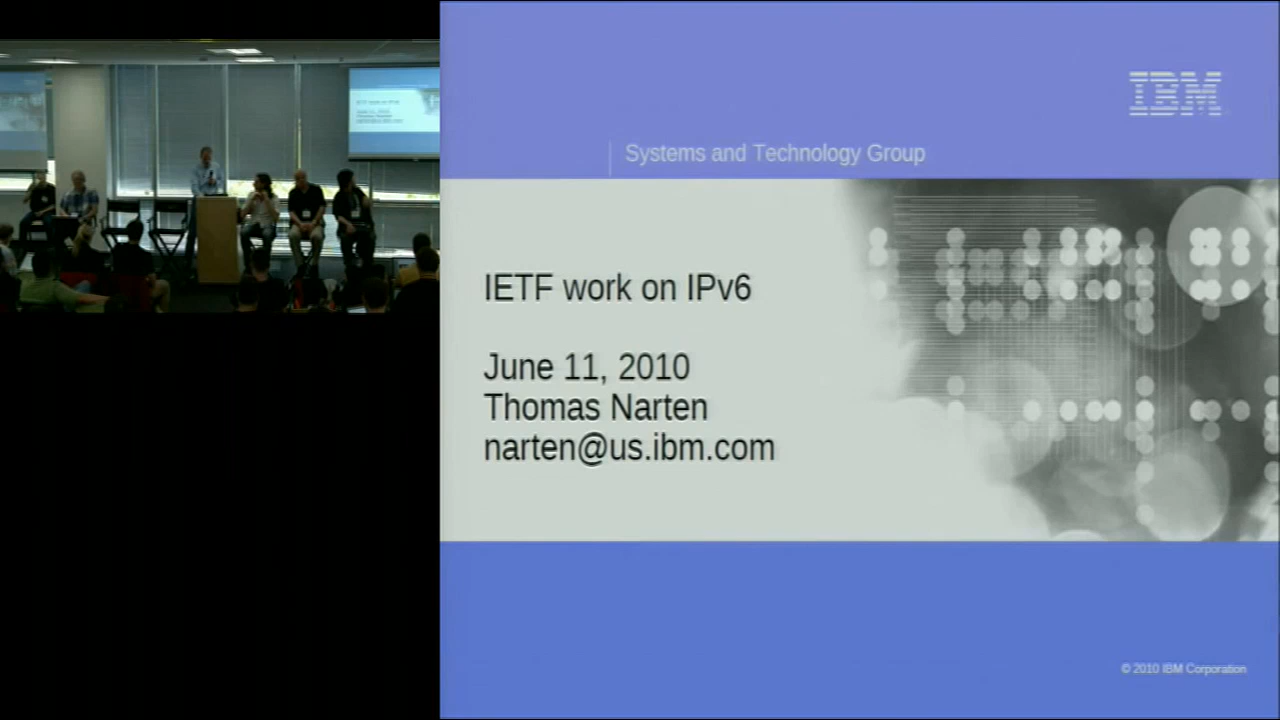 IBM
Systems and Technology Group
IETF work on IPv6
June 11, 2010
Thomas Narten
narten@us.ibm.com
© 2010 IBM Corporation